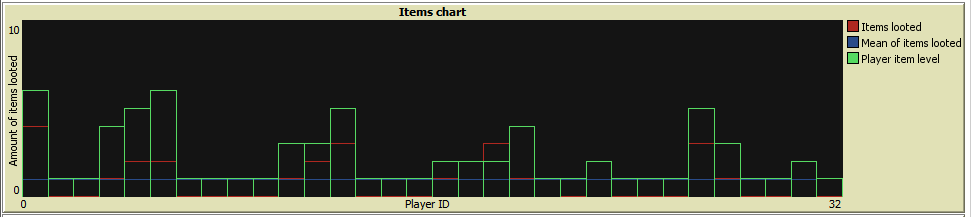 Items chart
10
Amount of items looted
0
0
Player ID
32
Items looted
Mean of items looted
Player item level